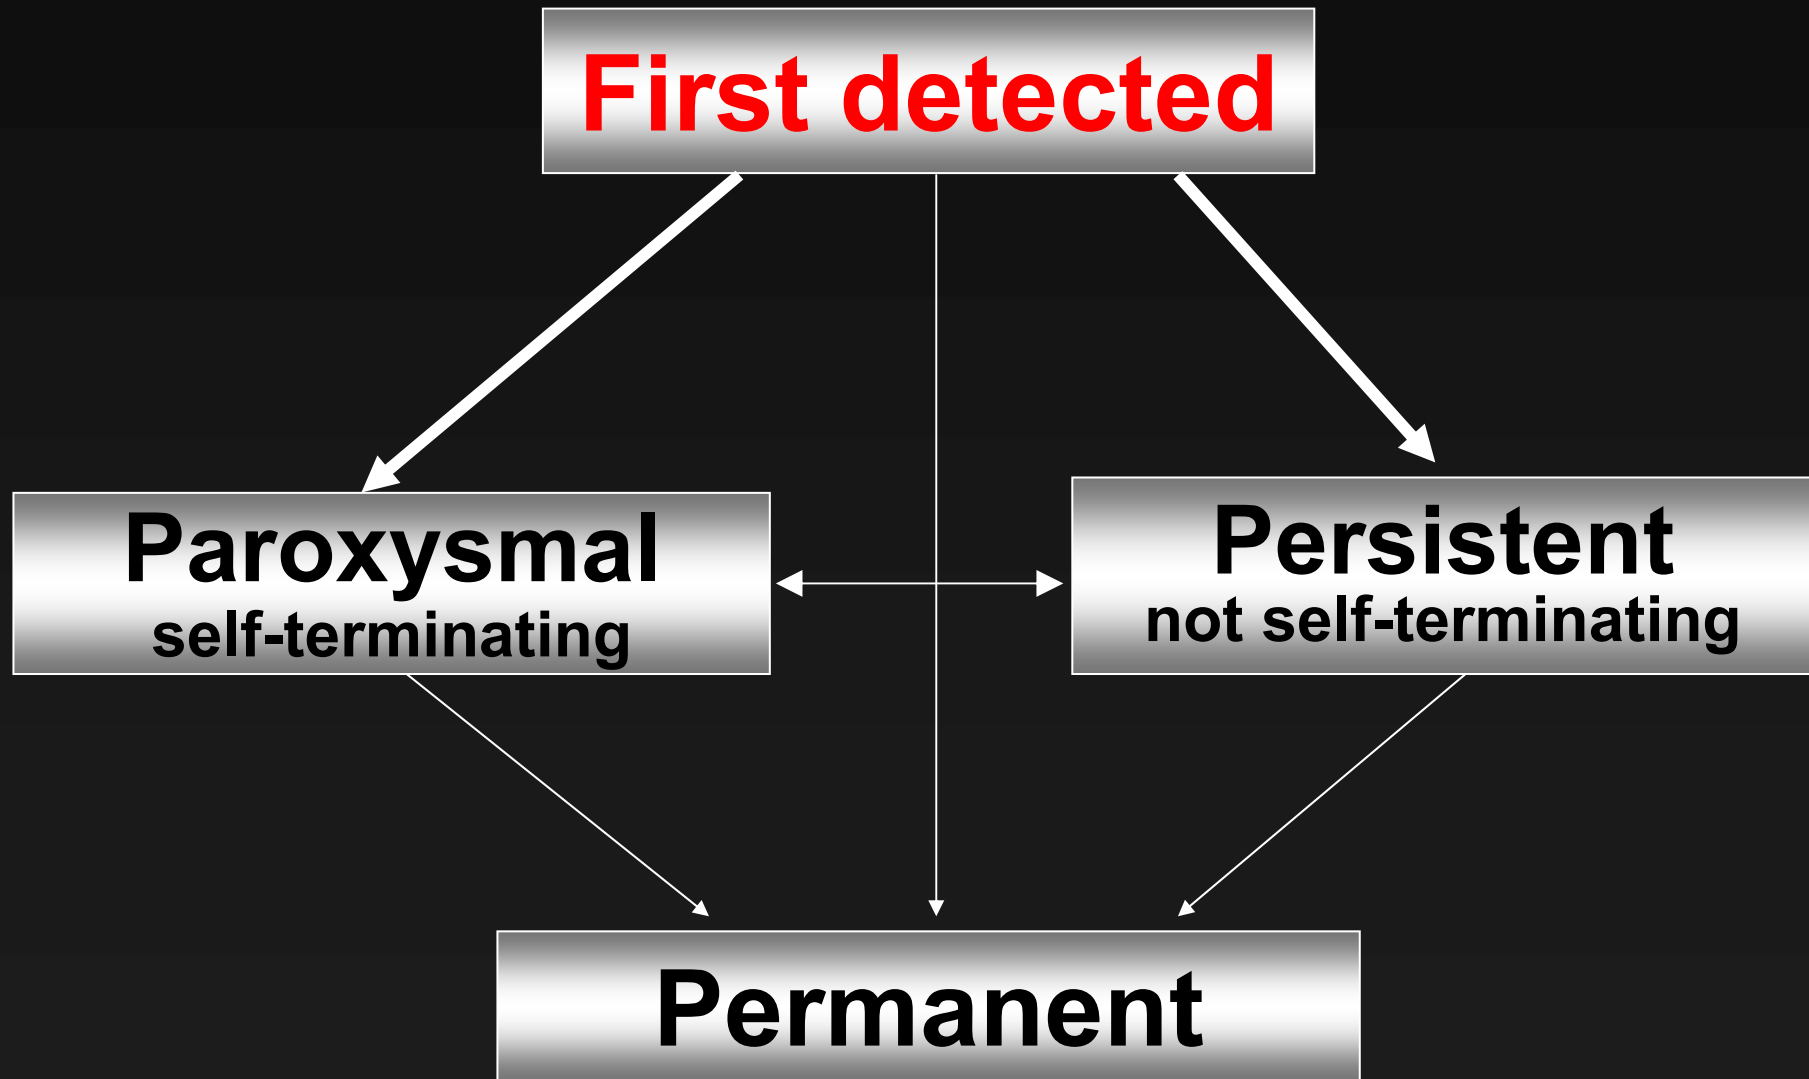 First detected
Paroxysmal
self-terminating
Persistent
not self-terminating
Permanent